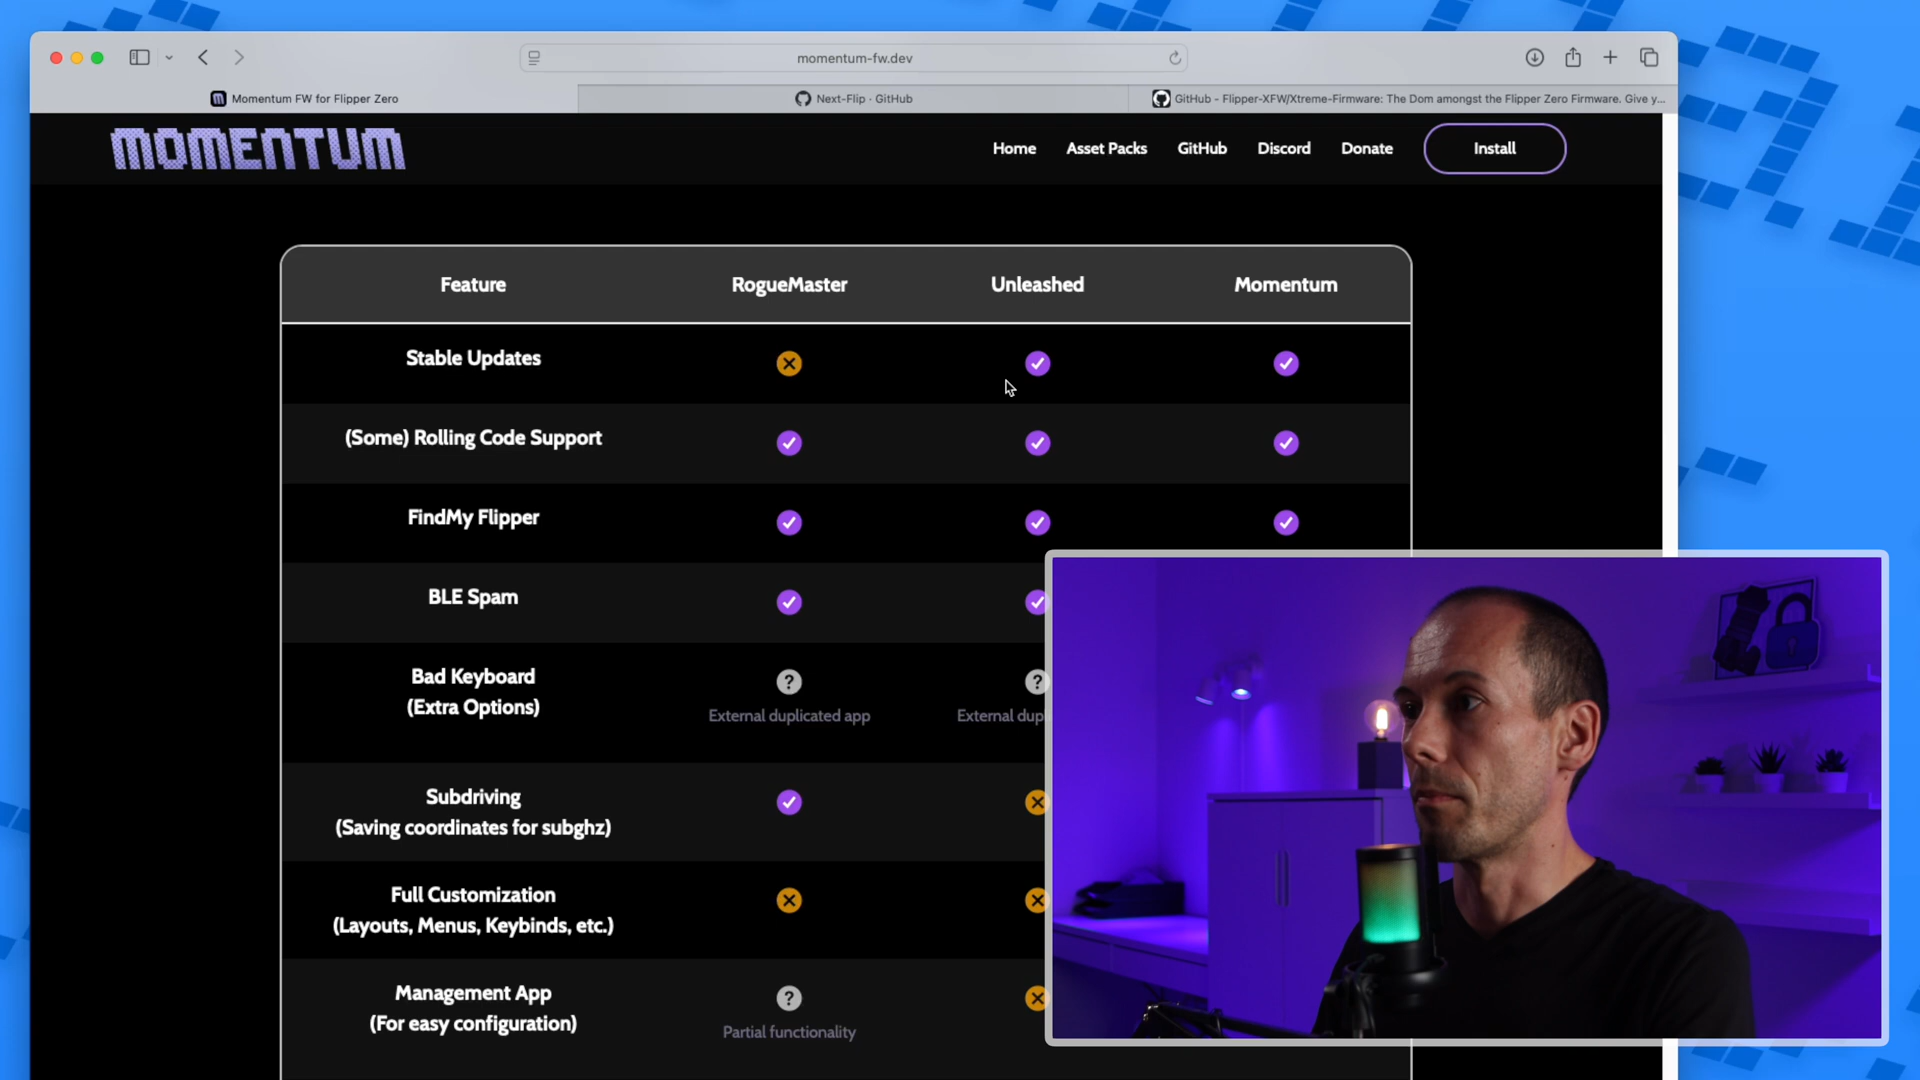 momentum-fw.dev
Momentum FW for Flipper Zero
Next-Flip · GitHub
GitHub - Flipper-XFW/Xtreme-Firmware: The Dom amongst the Flipper Zero Firmware. Give y...
MOMENTUM
Home
Asset Packs
GitHub
Discord
Donate
Install
Feature
RogueMaster
Unleashed
Momentum
Stable Updates
(Some) Rolling Code Support
FindMy Flipper
BLE Spam
Bad Keyboard
(Extra Options)
External duplicated app
External dup
Subdriving
(Saving coordinates for subghz)
Full Customization
(Layouts, Menus, Keybinds, etc.)
Management App
(For easy configuration)
Partial functionality